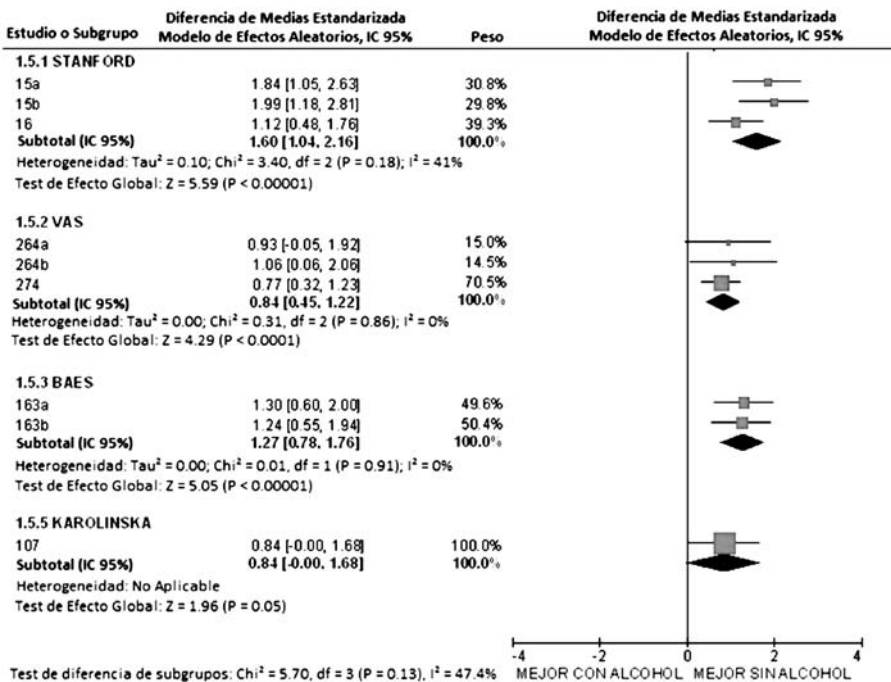 Diferencia de Medias Estandarizada Diferencia de Medias Estandarizada
Estudio o Subgrupo Modelo de Efectos Aleatorios, IC 95% Peso Modelo de Efectos Aleatorios, IC 95%
1.5.1 STANFORD
15a 1.84 [1.05, 2.63] 30.8%
15b 1.99 [1.18, 2.81] 29.8%
16 1.12 [0.48, 1.76] 39.3%
Subtotal (IC 95%) 1.60 [1.04, 2.16] 100.0%
Heterogeneidad: Tau² = 0.10; Chi² = 3.40, df = 2 (P = 0.18); I² = 41%
Test de Efecto Global: Z = 5.59 (P < 0.00001)
1.5.2 VAS
264a 0.93 [-0.05, 1.92] 15.0%
264b 1.06 [0.06, 2.06] 14.5%
274 0.77 [0.32, 1.23] 70.5%
Subtotal (IC 95%) 0.84 [0.45, 1.22] 100.0%
Heterogeneidad: Tau² = 0.00; Chi² = 0.31, df = 2 (P = 0.86); I² = 0%
Test de Efecto Global: Z = 4.29 (P < 0.0001)
1.5.3 BAES
163a 1.30 [0.60, 2.00] 49.6%
163b 1.24 [0.55, 1.94] 50.4%
Subtotal (IC 95%) 1.27 [0.78, 1.76] 100.0%
Heterogeneidad: Tau² = 0.00; Chi² = 0.01, df = 1 (P = 0.91); I² = 0%
Test de Efecto Global: Z = 5.05 (P < 0.00001)
1.5.5 KAROLINSKA
107 0.84 [-0.00, 1.68] 100.0%
Subtotal (IC 95%) 0.84 [-0.00, 1.68] 100.0%
Heterogeneidad: No Aplicable
Test de Efecto Global: Z = 1.96 (P = 0.05)
-4 -2 0 2 4
Test de diferencia de subgrupos: Chi² = 5.70, df = 3 (P = 0.13), I² = 47.4% MEJOR CON ALCOHOL MEJOR SIN ALCOHOL